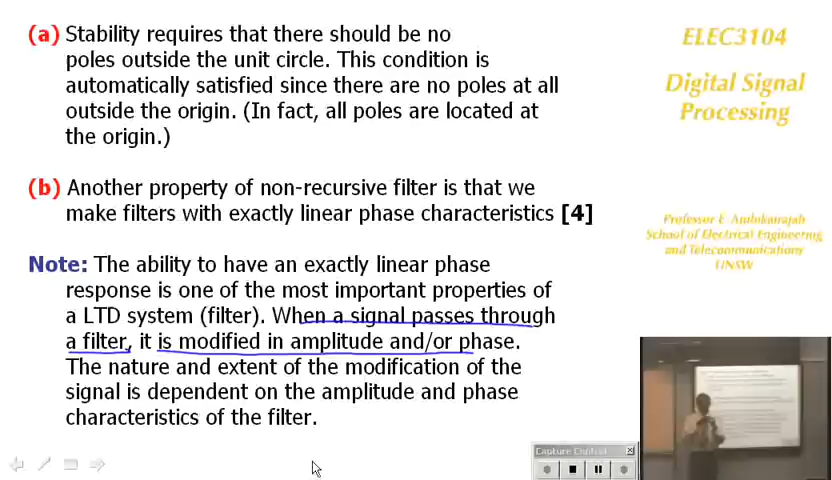 (a) Stability requires that there should be no
poles outside the unit circle. This condition is
automatically satisfied since there are no poles at all
outside the origin. (In fact, all poles are located at
the origin.)
(b) Another property of non-recursive filter is that we
make filters with exactly linear phase characteristics [4]
Note: The ability to have an exactly linear phase
response is one of the most important properties of
a LTD system (filter). When a signal passes through
a filter, it is modified in amplitude and/or phase.
The nature and extent of the modification of the
signal is dependent on the amplitude and phase
characteristics of the filter.
ELEC3104
Digital Signal
Processing
Professor E. Ambikairajah
School of Electrical Engineering
and Telecommunications
UNSW
Capture Control